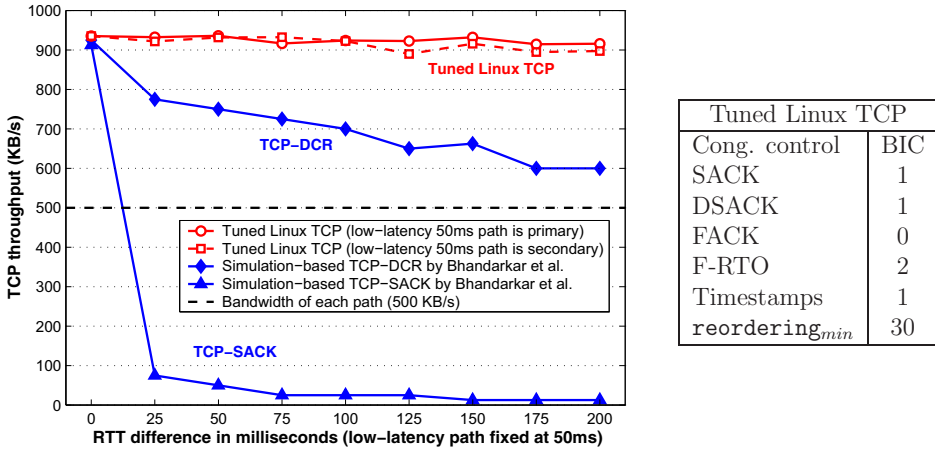 1000
900
800
700
600
500
400
300
200
100
0
TCP throughput (KB/s)
Tuned Linux TCP
TCP−DCR
Tuned Linux TCP (low−latency 50ms path is primary)
Tuned Linux TCP (low−latency 50ms path is secondary)
Simulation−based TCP−DCR by Bhandarkar et al.
Simulation−based TCP−SACK by Bhandarkar et al.
Bandwidth of each path (500 KB/s)
TCP−SACK
0 25 50 75 100 125 150 175 200
RTT difference in milliseconds (low−latency path fixed at 50ms)
Tuned Linux TCP
Cong. control BIC
SACK 1
DSACK 1
FACK 0
F-RTO 2
Timestamps 1
reordering_min 30